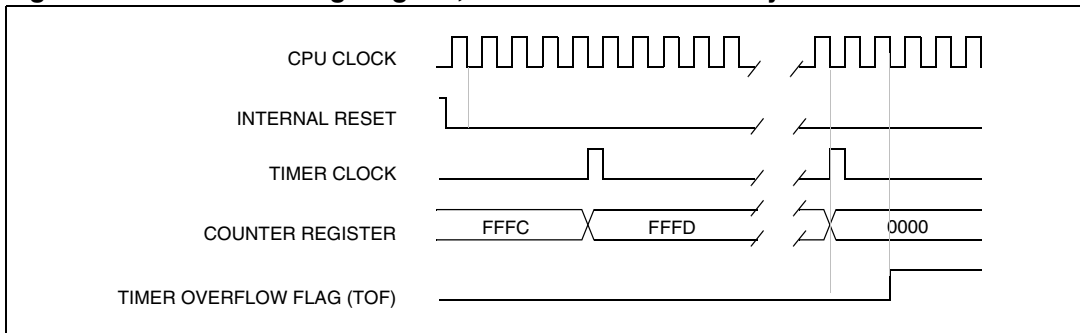 CPU CLOCK
INTERNAL RESET
TIMER CLOCK
COUNTER REGISTER FFFC FFFD 0000
TIMER OVERFLOW FLAG (TOF)